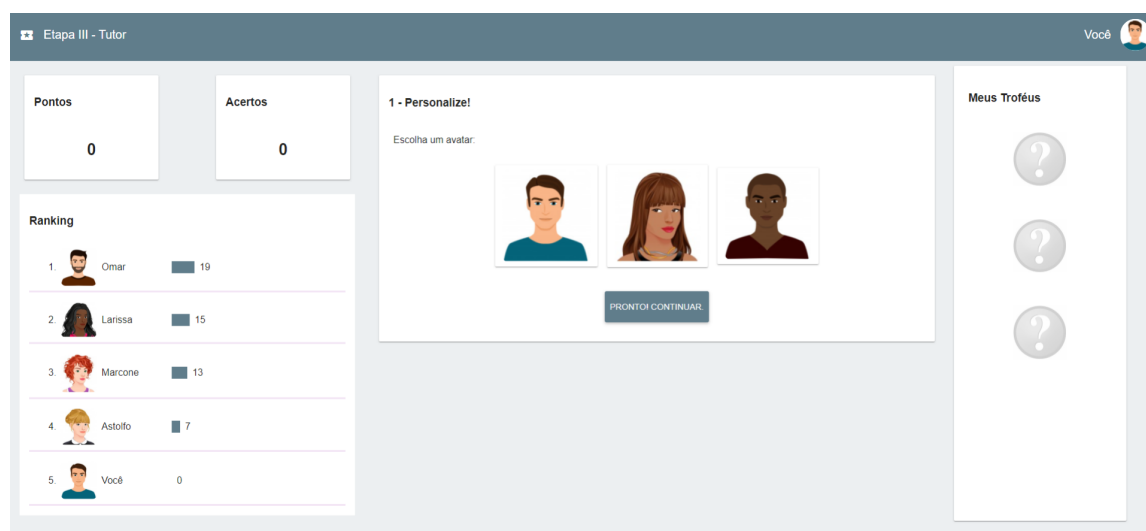 Etapa III - Tutor
Você
Pontos
0
Acertos
0
Ranking
1. Omar 19
2. Larissa 15
3. Marcone 13
4. Astolfo 7
5. Você 0
1 - Personalize!
Escolha um avatar:
PRONTO! CONTINUAR.
Meus Troféus
?
?
?